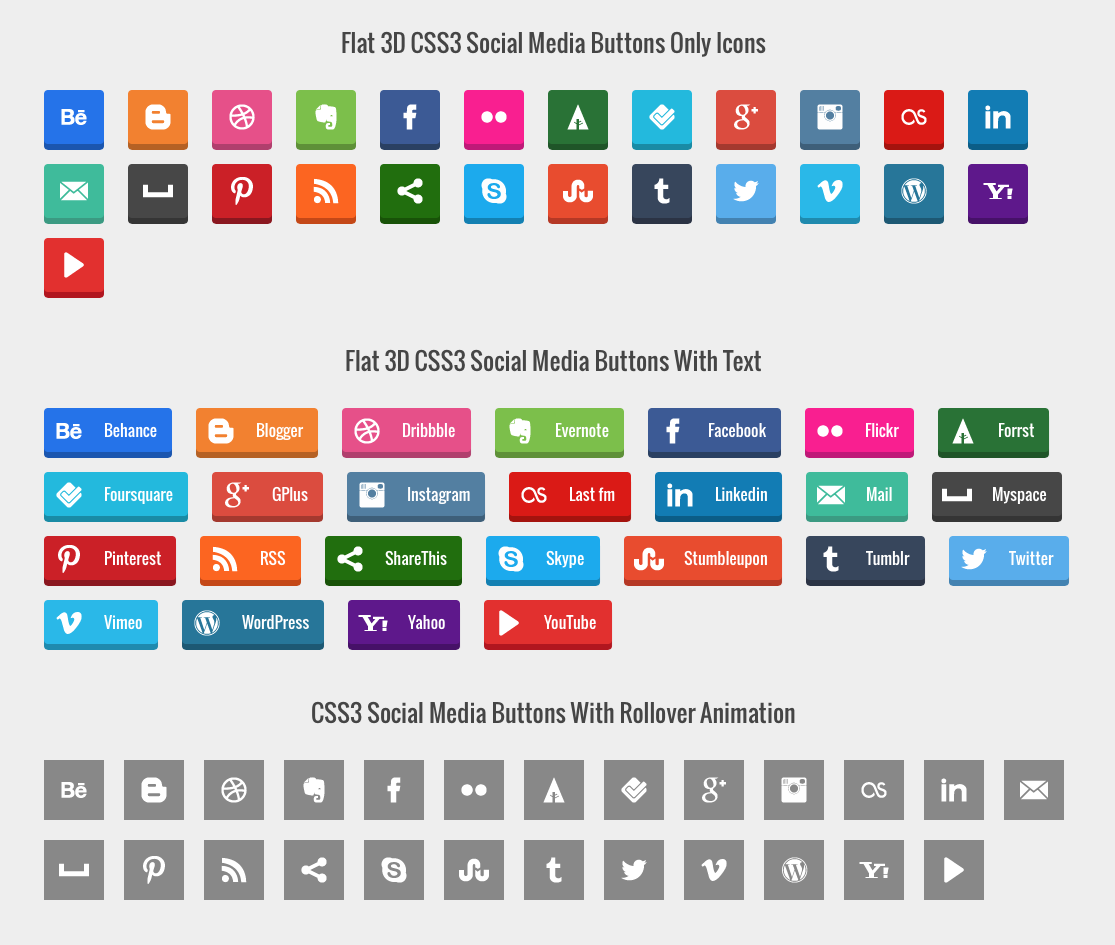 Flat 3D CSS3 Social Media Buttons Only Icons
Flat 3D CSS3 Social Media Buttons With Text
Behance Blogger Dribbble Evernote Facebook Flickr Forrst
Foursquare GPlus Instagram Last fm Linkedin Mail Myspace
Pinterest RSS ShareThis Skype Stumbleupon Tumblr Twitter
Vimeo WordPress Yahoo YouTube
CSS3 Social Media Buttons With Rollover Animation